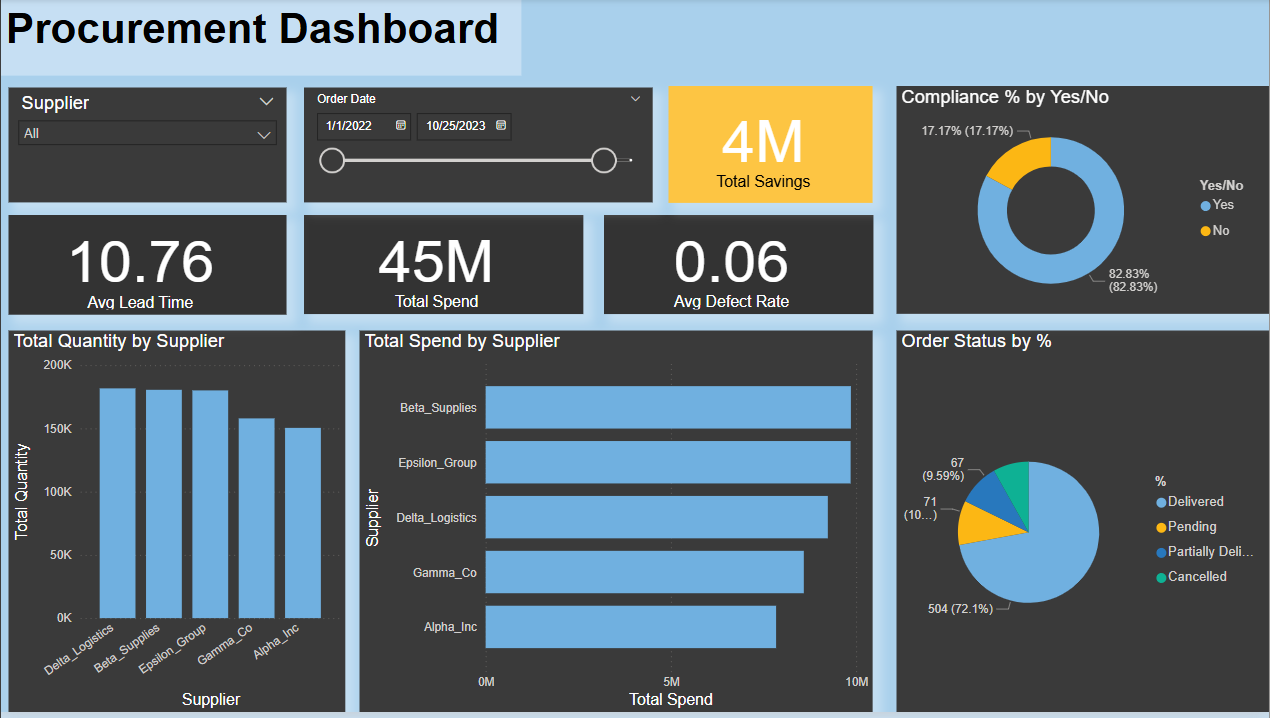 Procurement Dashboard
Supplier
All
Order Date
1/1/2022
10/25/2023
4M
Total Savings
Compliance % by Yes/No
17.17% (17.17%)
82.83%
(82.83%)
Yes/No
Yes
No
10.76
Avg Lead Time
45M
Total Spend
0.06
Avg Defect Rate
Total Quantity by Supplier
Total Quantity
200K
150K
100K
50K
0K
Delta_Logistics
Beta_Supplies
Epsilon_Group
Gamma_Co
Alpha_Inc
Supplier
Total Spend by Supplier
Supplier
Beta_Supplies
Epsilon_Group
Delta_Logistics
Gamma_Co
Alpha_Inc
0M
5M
10M
Total Spend
Order Status by %
67
(9.59%)
71
(10...)
504 (72.1%)
%
Delivered
Pending
Partially Deli...
Cancelled